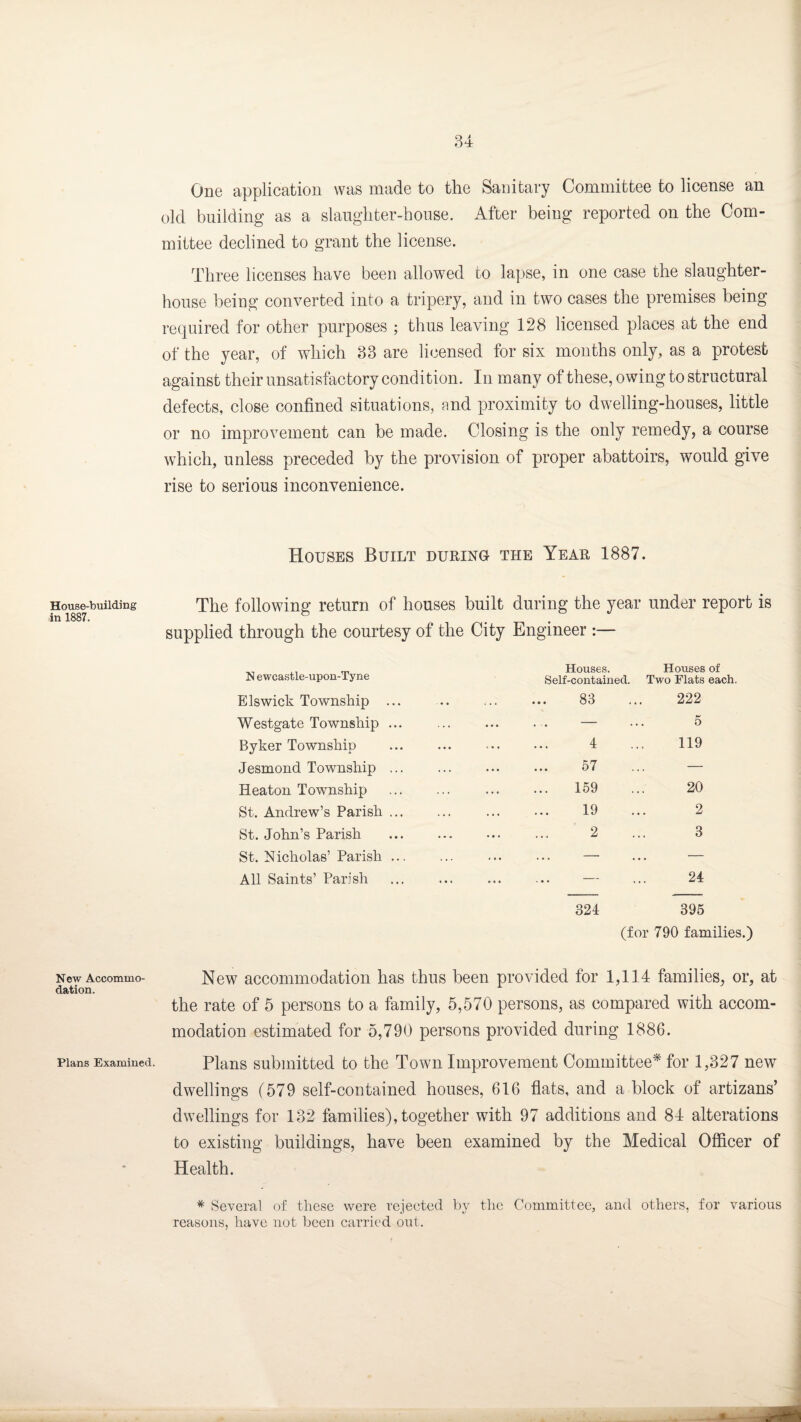 34
One application was made to the Sanitary Committee to license an
old building as a slaughter-house. After being reported on the Com-
mittee declined to grant the license.
Three licenses have been allowed to lapse, in one case the slaughter-
house being converted into a tripery, and in two cases the premises being
required for other purposes ; thus leaving 128 licensed places at the end
of the year, of which 33 are licensed for six months only, as a protest
against their unsatisfactory condition. In many of these, owing to structural
defects, close confined situations, and proximity to dwelling-houses, little
or no improvement can be made. Closing is the only remedy, a course
which, unless preceded by the provision of proper abattoirs, would give
rise to serious inconvenience.
Houses Built during the Year 1887.
House-building
in 1887.
The following return of houses built during the year under report is
supplied through the courtesy of the City Engineer :—
Newcastle-upon-Tyne Houses. Self-contained. Houses of Two Flats each.
Elswick Township ... .. ... ... 83 ... 222
Westgate Township ... ... ... ... — ... 5
Byker Township ... ... ... ... 4 ... 119
Jesmond Township ... ... ... ... 57 ... —
Heaton Township ... ... ... ... 159 ... 20
St. Andrew's Parish ... ... ... ... 19 ... 2
St. John's Parish ... ... ... ... 2 ... 3
St. Nicholas' Parish ... ... ... ... — ... —
All Saints' Parish ... ... ... ... — ... 24
324 395
(for 790 families.)
New Accommo-
dation.
New accommodation has thus been provided for 1,114 families, or, at
the rate of 5 persons to a family, 5,570 persons, as compared with accom-
modation estimated for 5,790 persons provided during 1886.
Plans Examined.
Plans submitted to the Town Improvement Committee* for 1,327 new
dwellings (579 self-contained houses, 616 flats, and a block of artizans'
dwellings for 132 families), together with 97 additions and 84 alterations
to existing buildings, have been examined by the Medical Officer of
Health.
* Several of these were rejected by the Committee, and others, for various
reasons, have not been carried out.